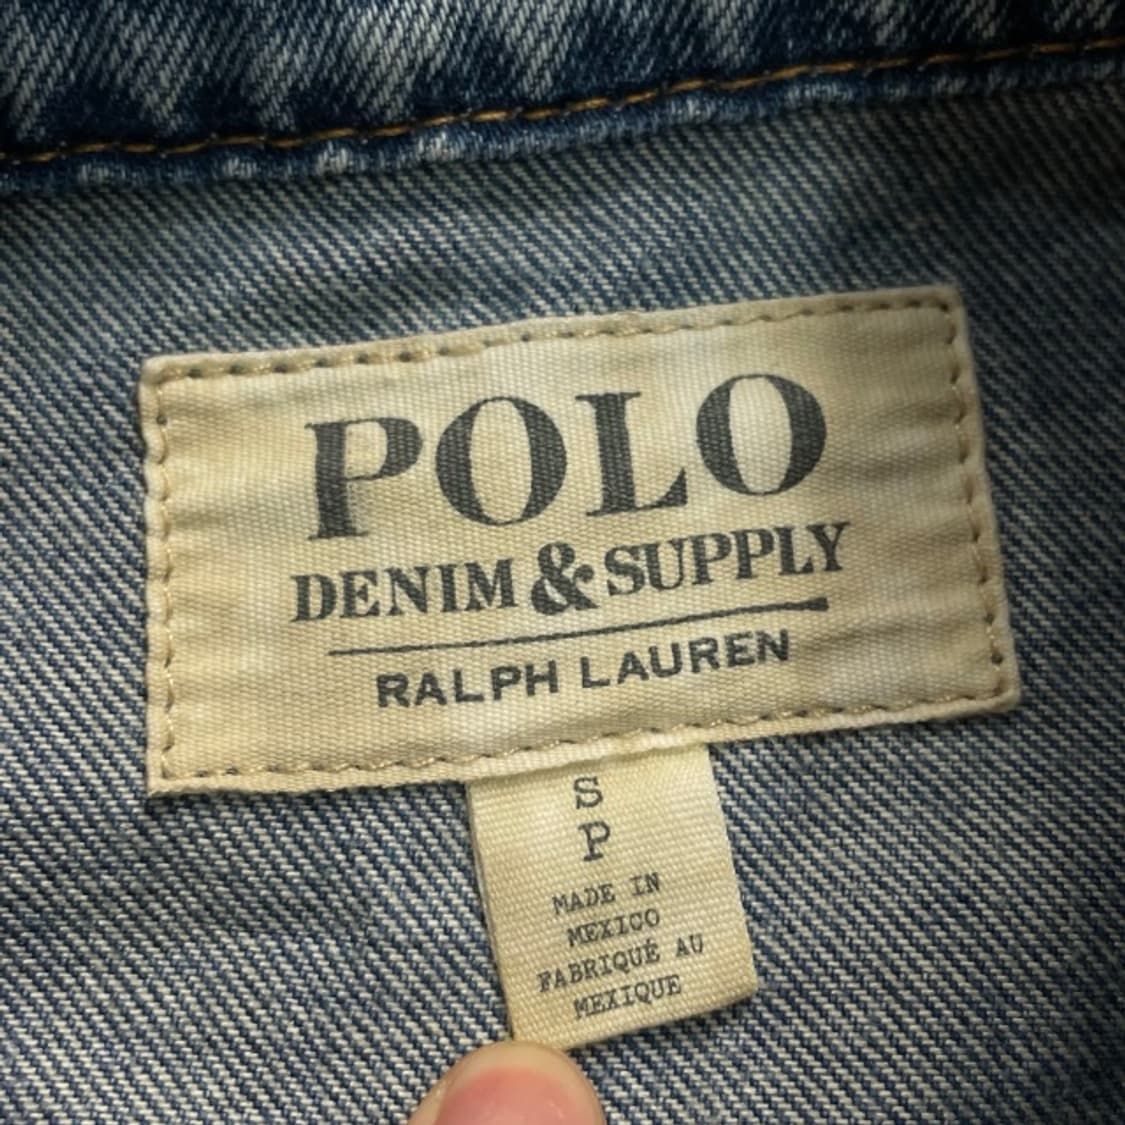 POLO
DENIM & SUPPLY
RALPH LAUREN
S
P
MADE IN
MEXICO
FABRIQUÉ AU
MEXIQUE